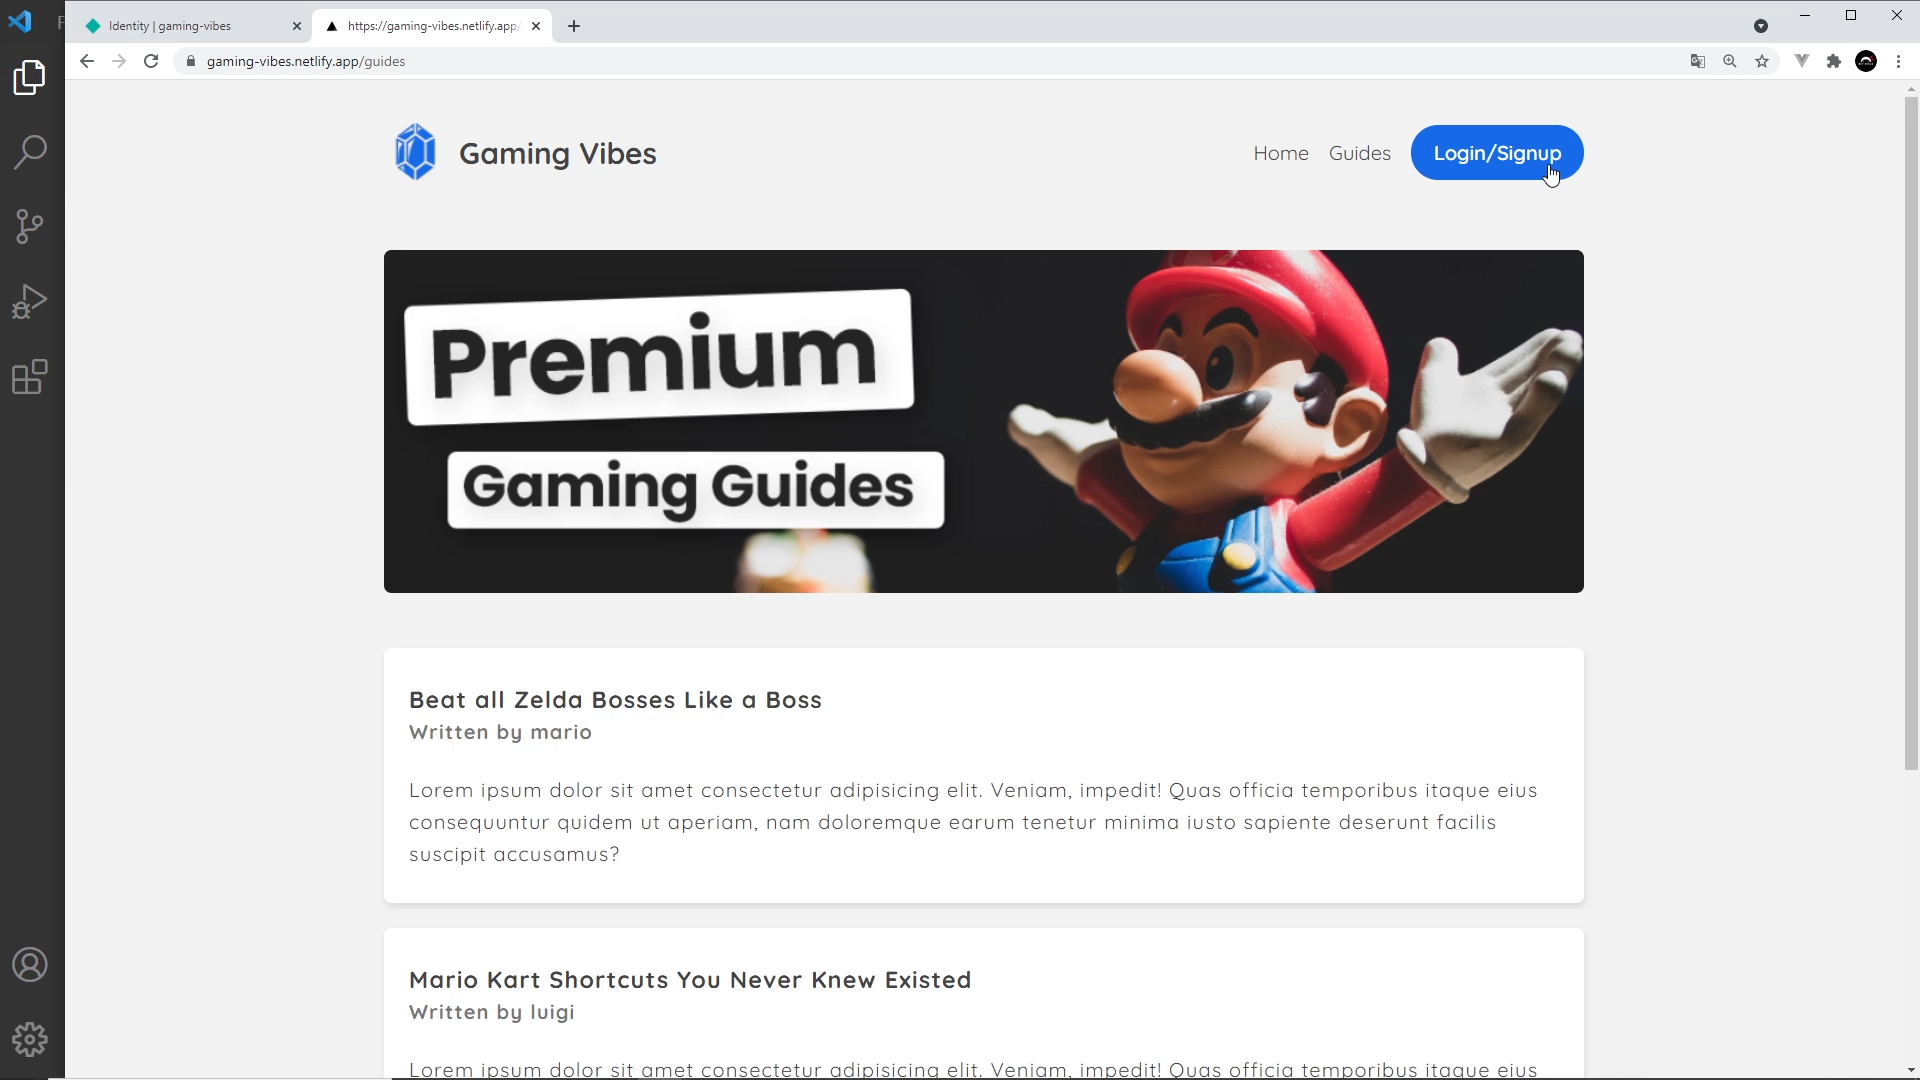 F
Identity | gaming-vibes
https://gaming-vibes.netlify.app/
gaming-vibes.netlify.app/guides
Gaming Vibes
Home
Guides
Login/Signup
Premium
Gaming Guides
Beat all Zelda Bosses Like a Boss
Written by mario
Lorem ipsum dolor sit amet consectetur adipisicing elit. Veniam, impedit! Quas officia temporibus itaque eius
consequuntur quidem ut aperiam, nam doloremque earum tenetur minima iusto sapiente deserunt facilis
suscipit accusamus?
Mario Kart Shortcuts You Never Knew Existed
Written by luigi
Lorem ipsum dolor sit amet consectetur adipisicing elit. Veniam, impedit! Quas officia temporibus itaque eius